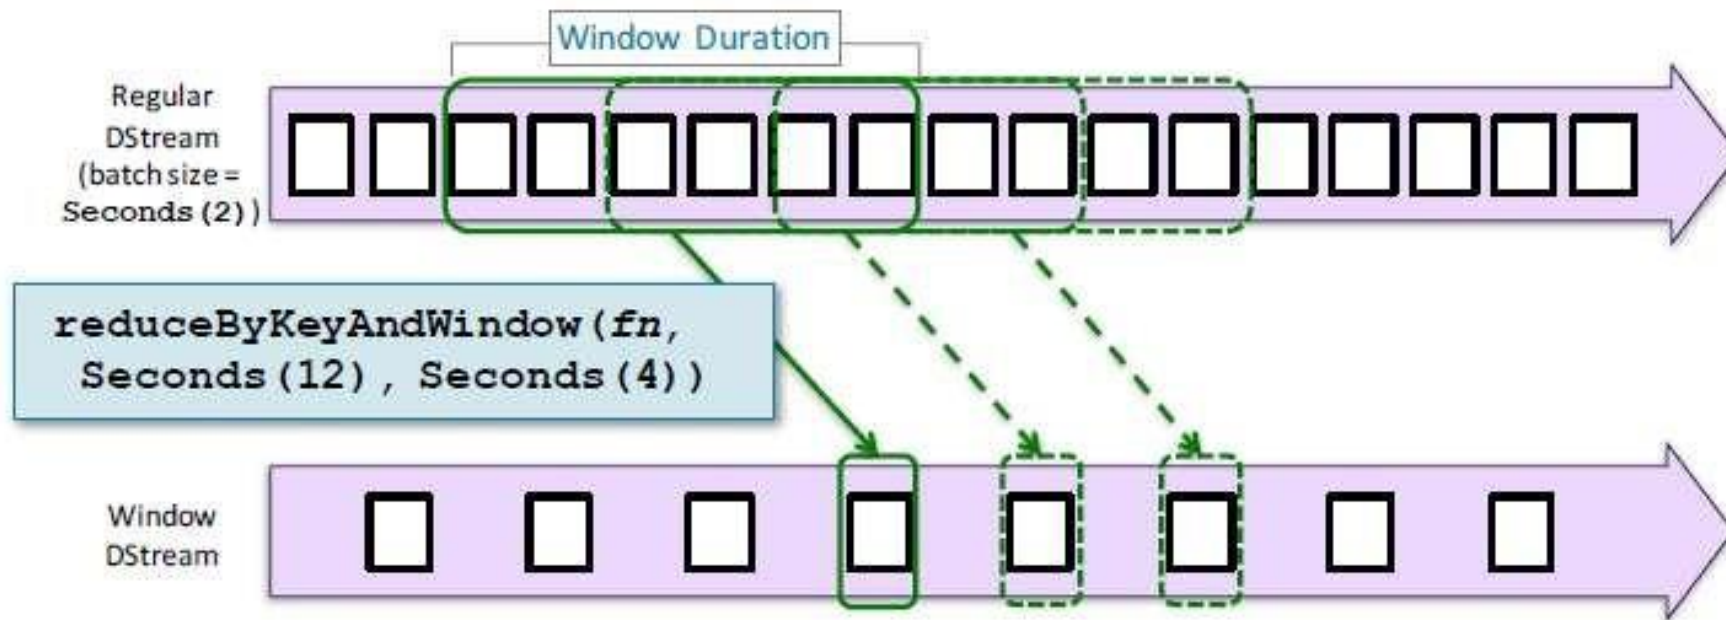 Window Duration
Regular
DStream
(batch size =
Seconds(2))
reduceByKeyAndWindow(fn,
Seconds(12), Seconds(4))
Window
DStream